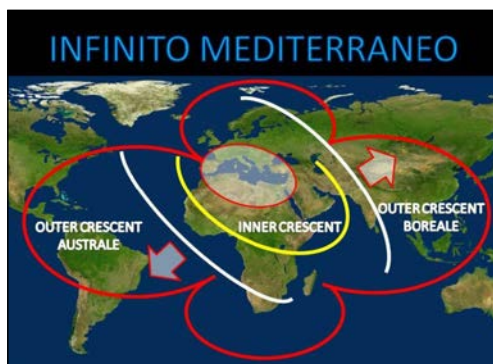 INFINITO MEDITERRANEO
OUTER CRESCENT
AUSTRALE
INNER CRESCENT
OUTER CRESCENT
BOREALE